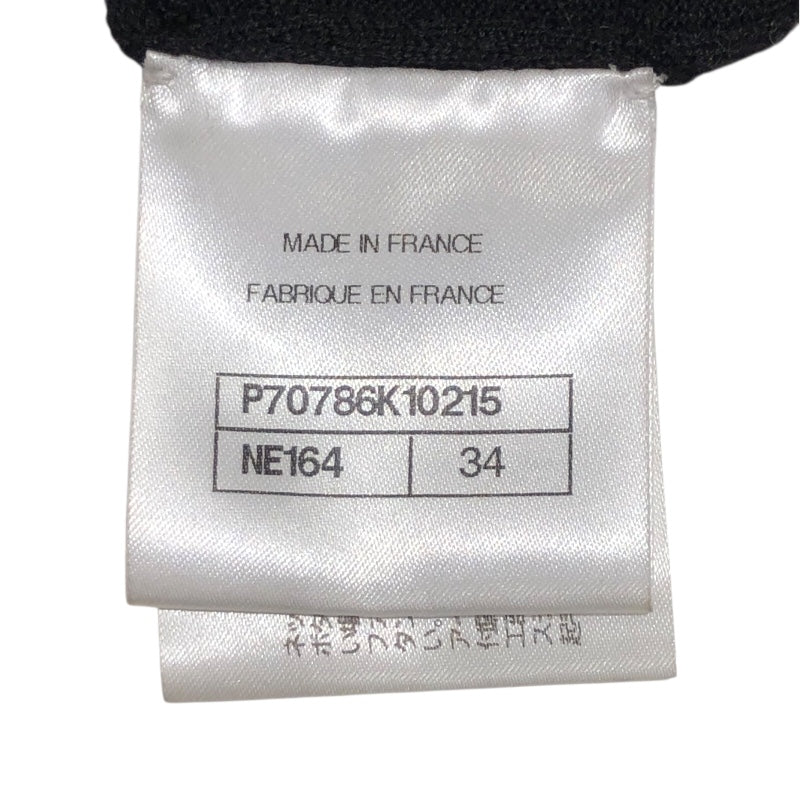 MADE IN FRANCE
FABRIQUE EN FRANCE
P70786K10215
NE164 34